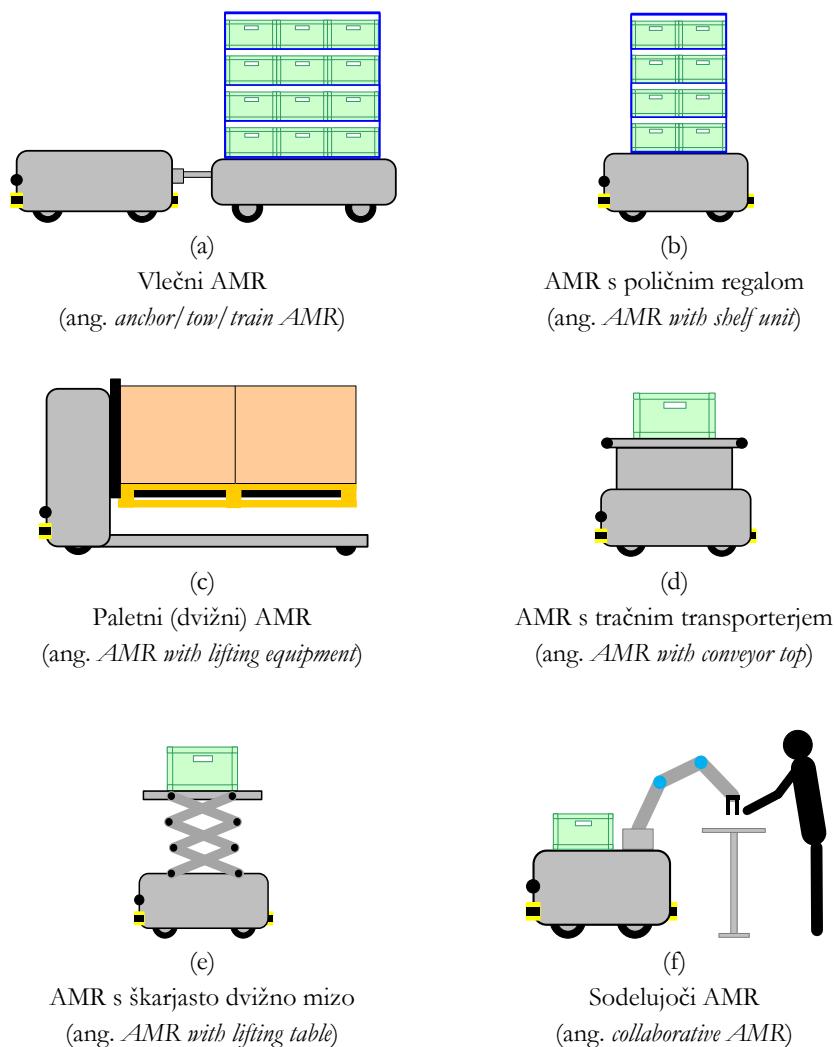 (a)
Vlečni AMR
(ang. anchor/tow/train AMR)
(b)
AMR s poličnim regalom
(ang. AMR with shelf unit)
(c)
Paletni (dvižni) AMR
(ang. AMR with lifting equipment)
(d)
AMR s tračnim transporterjem
(ang. AMR with conveyor top)
(e)
AMR s škarjasto dvižno mizo
(ang. AMR with lifting table)
(f)
Sodelujoči AMR
(ang. collaborative AMR)